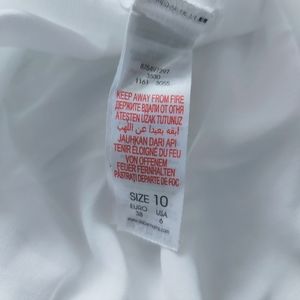 KEEP AWAY FROM FIRE
ДЕРЖИТЕ ВДАЛИ ОТ ОГНЯ
ATEŞTEN UZAK TUTUNUZ
ابقه بعيدا عن اللهب
JAUHKAN DARI API
TENIR ÉLOIGNÉ DU FEU
VON OFFENEM
FEUER FERNHALTEN
PĂSTRAȚI DEPARTE DE FOC
SIZE 10
EURO USA
38 6